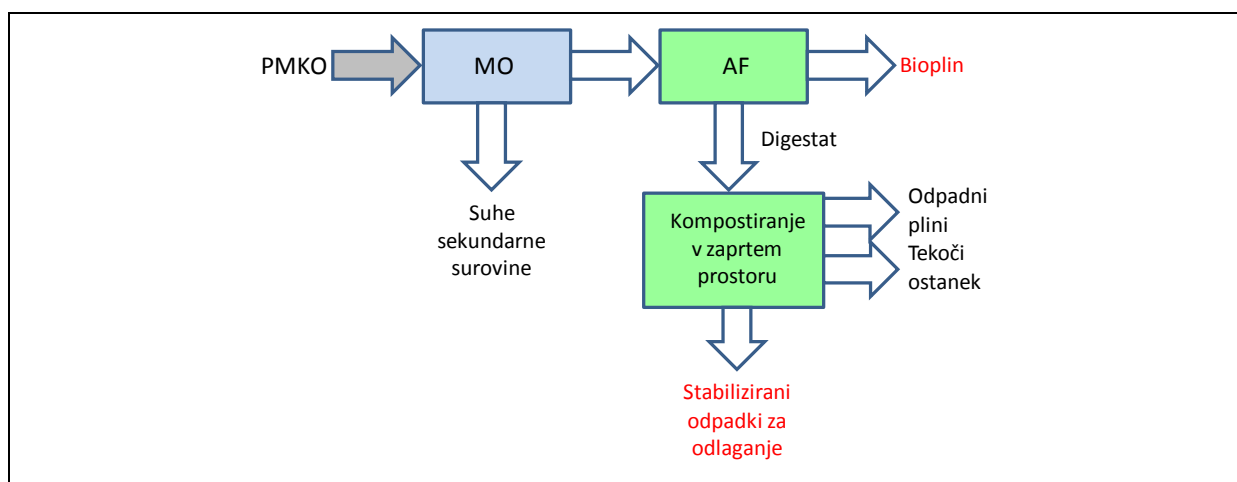 PMKO
MO
AF
Bioplin
Digestat
Suhe
sekundarne
surovine
Kompostiranje
v zaprtem
prostoru
Odpadni
plini
Tekoči
ostanek
Stabilizirani
odpadki za
odlaganje